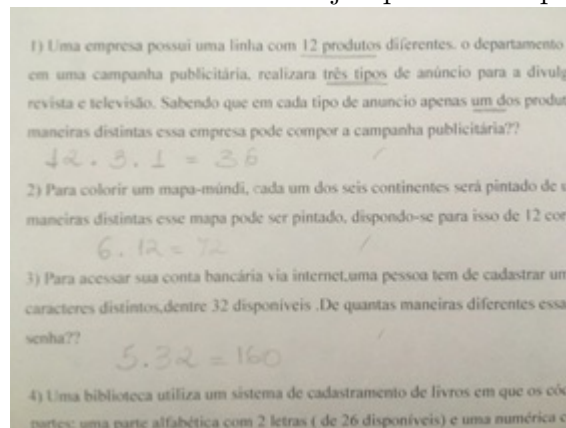 1) Uma empresa possui uma linha com 12 produtos diferentes. o departamento
em uma campanha publicitária, realizara três tipos de anúncio para a divulg
revista e televisão. Sabendo que em cada tipo de anuncio apenas um dos produt
maneiras distintas essa empresa pode compor a campanha publicitária??
12 . 3 . 1 = 36
2) Para colorir um mapa-múndi, cada um dos seis continentes será pintado de
maneiras distintas esse mapa pode ser pintado, dispondo-se para isso de 12 cor
6 . 12 = 72
3) Para acessar sua conta bancária via internet,uma pessoa tem de cadastrar um
caracteres distintos,dentre 32 disponíveis .De quantas maneiras diferentes essa
senha??
5 . 32 = 160
4) Uma biblioteca utiliza um sistema de cadastramento de livros em que os cód
partes: uma parte alfabética com 2 letras ( de 26 disponíveis) e uma numérica c